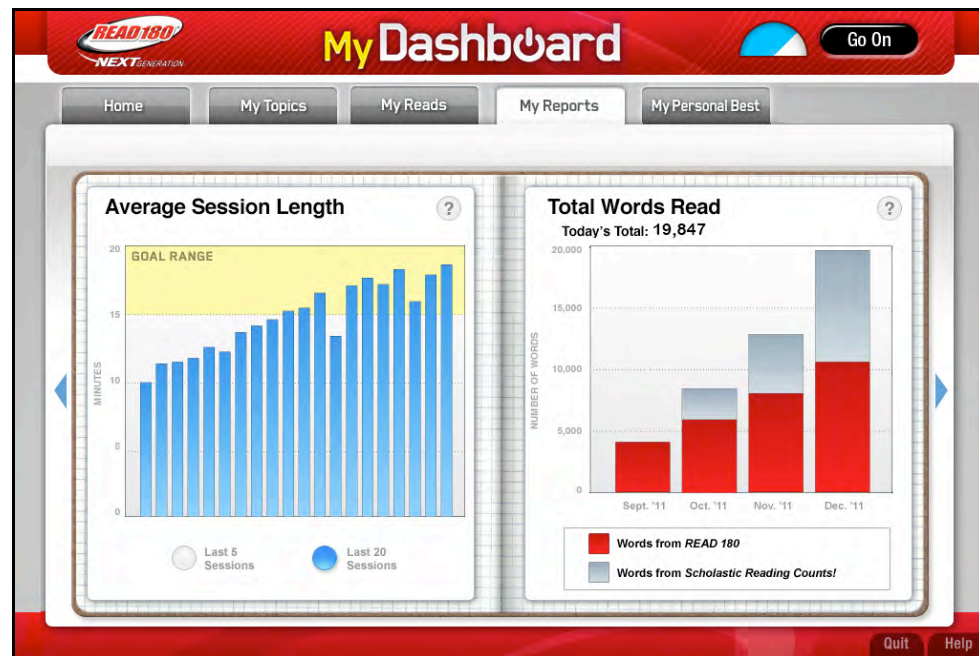 READ 180
NEXT GENERATION
My Dashboard
Go On
Home
My Topics
My Reads
My Reports
My Personal Best
Average Session Length
?
GOAL RANGE
20
15
10
5
0
MINUTES
Last 5
Sessions
Last 20
Sessions
Total Words Read
?
Today's Total: 19,847
20,000
15,000
10,000
5,000
0
NUMBER OF WORDS
Sept. '11
Oct. '11
Nov. '11
Dec. '11
Words from READ 180
Words from Scholastic Reading Counts!
Quit
Help